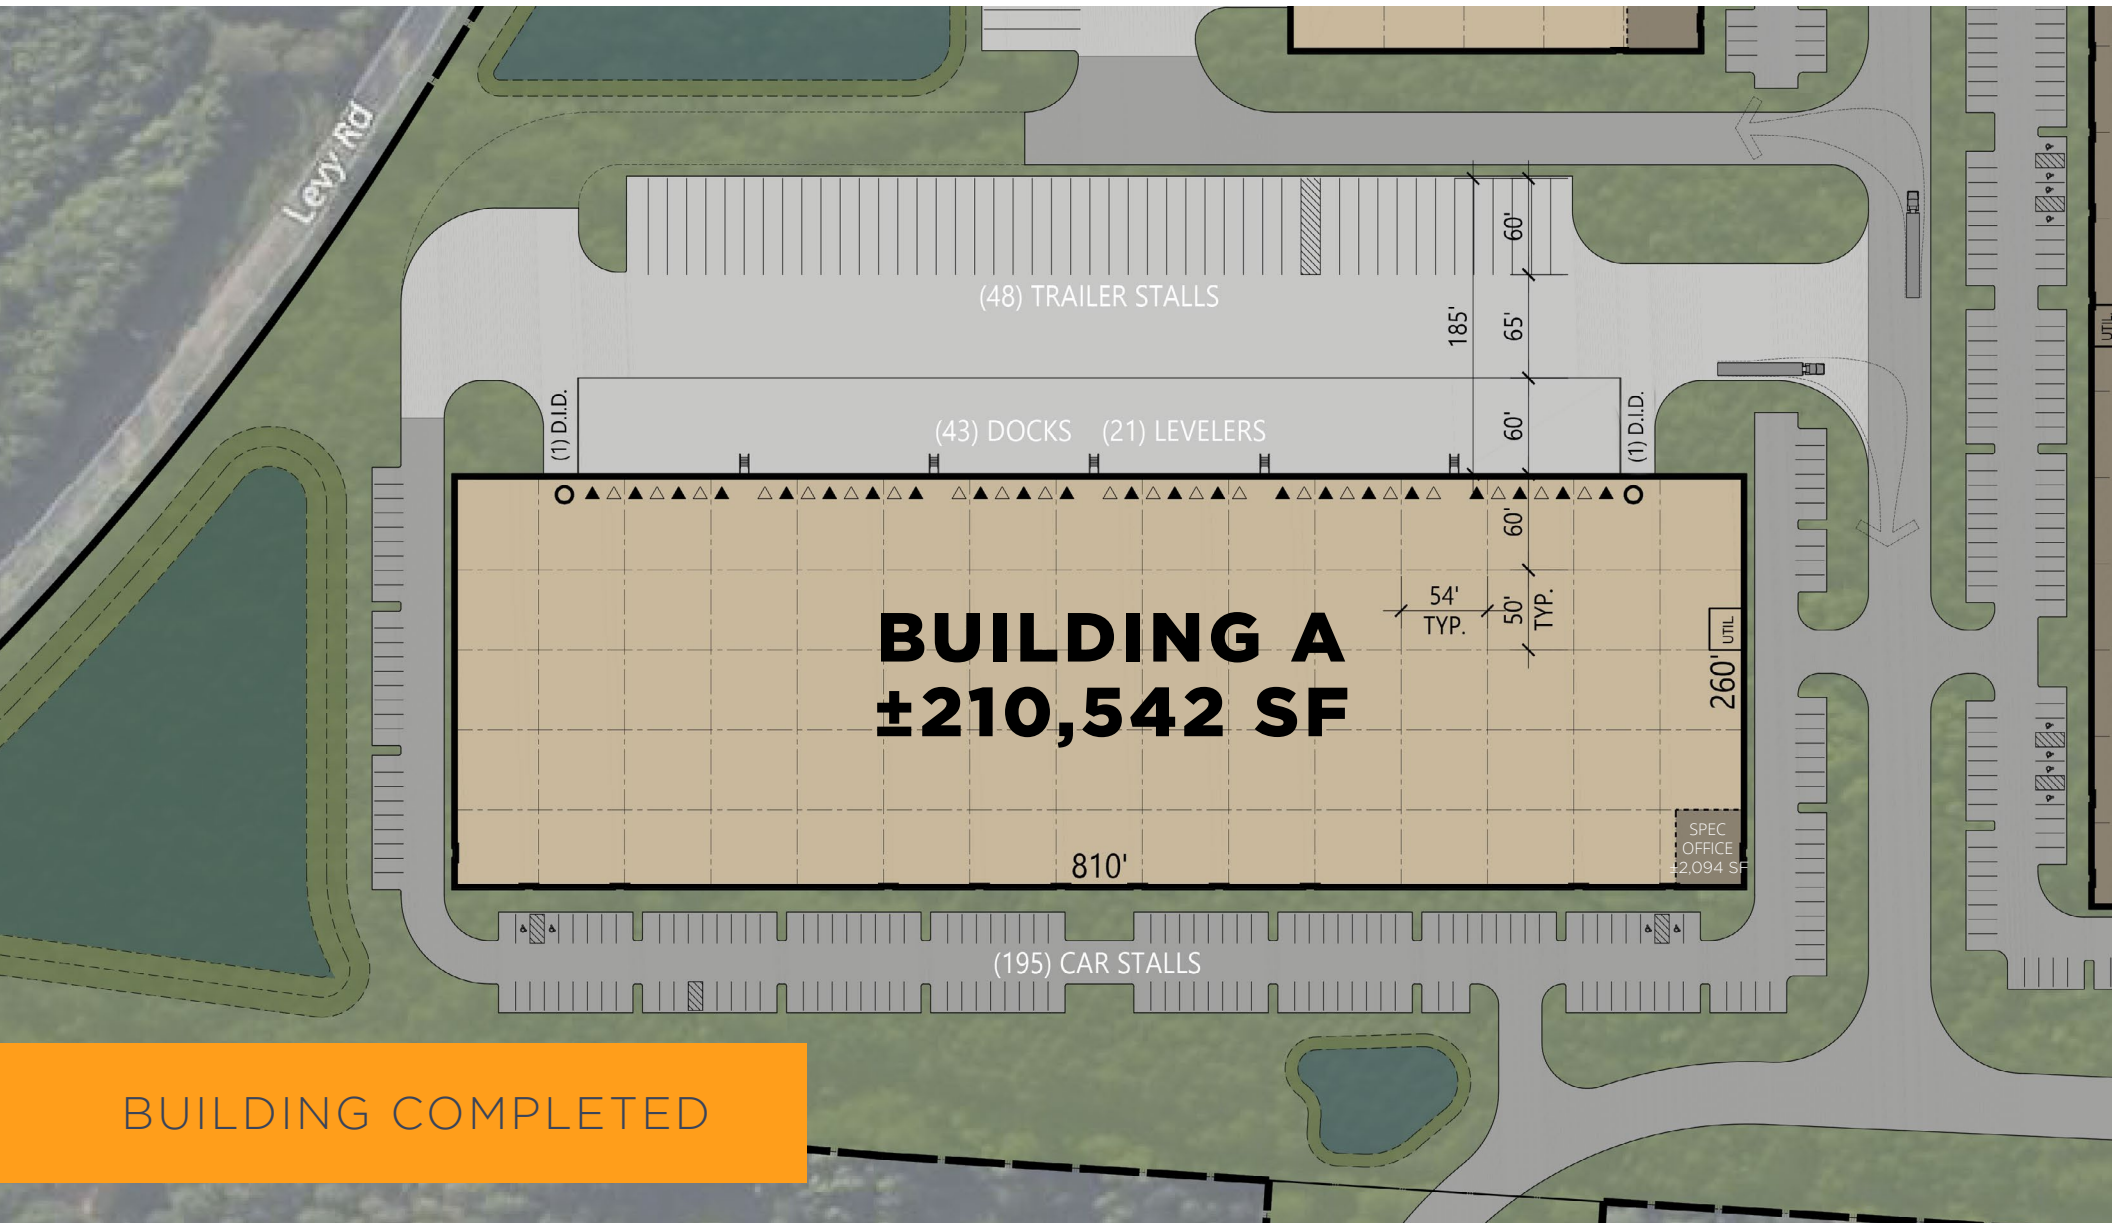 Levy Rd
60'
(48) TRAILER STALLS
185'
65'
UTIL
(1) D.I.D.
(43) DOCKS (21) LEVELERS
60'
(1) D.I.D.
60'
54'
TYP.
50'
TYP.
BUILDING A
±210,542 SF
UTIL
260'
SPEC
OFFICE
±2,094 SF
810'
(195) CAR STALLS
BUILDING COMPLETED